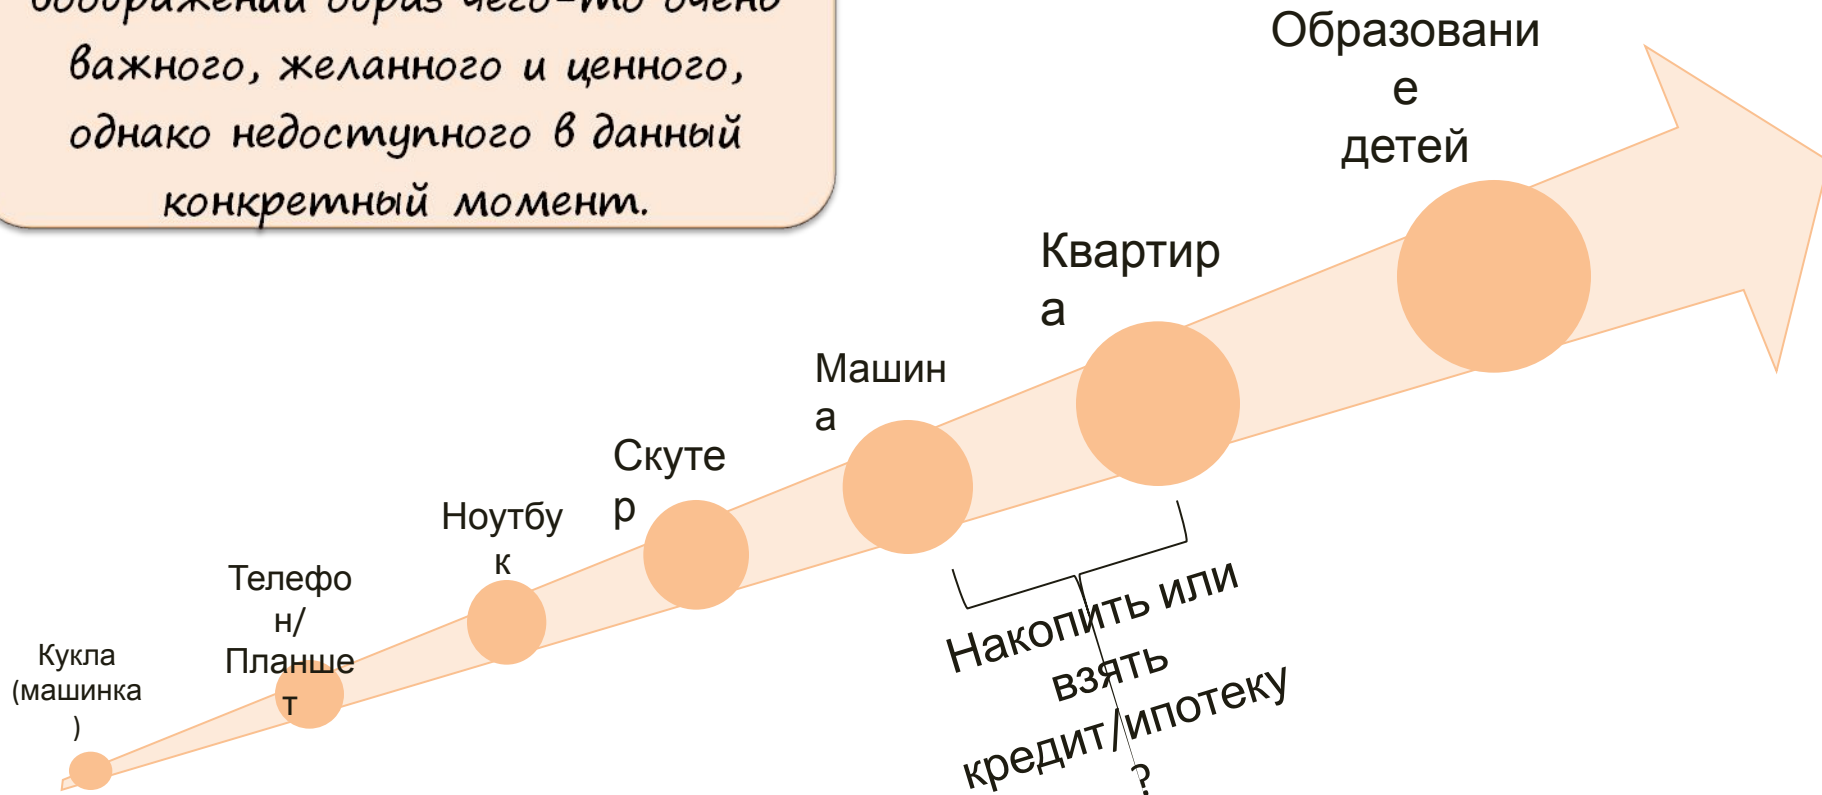 воображении образ чего-то очень
важного, желанного и ценного,
однако недоступного в данный
конкретный момент.
Образовани
е
детей
Квартир
а
Машин
а
Скуте
р
Ноутбу
к
Телефо
н/
Планше
т
Кукла
(машинка
)
Накопить или
взять
кредит/ипотеку
?